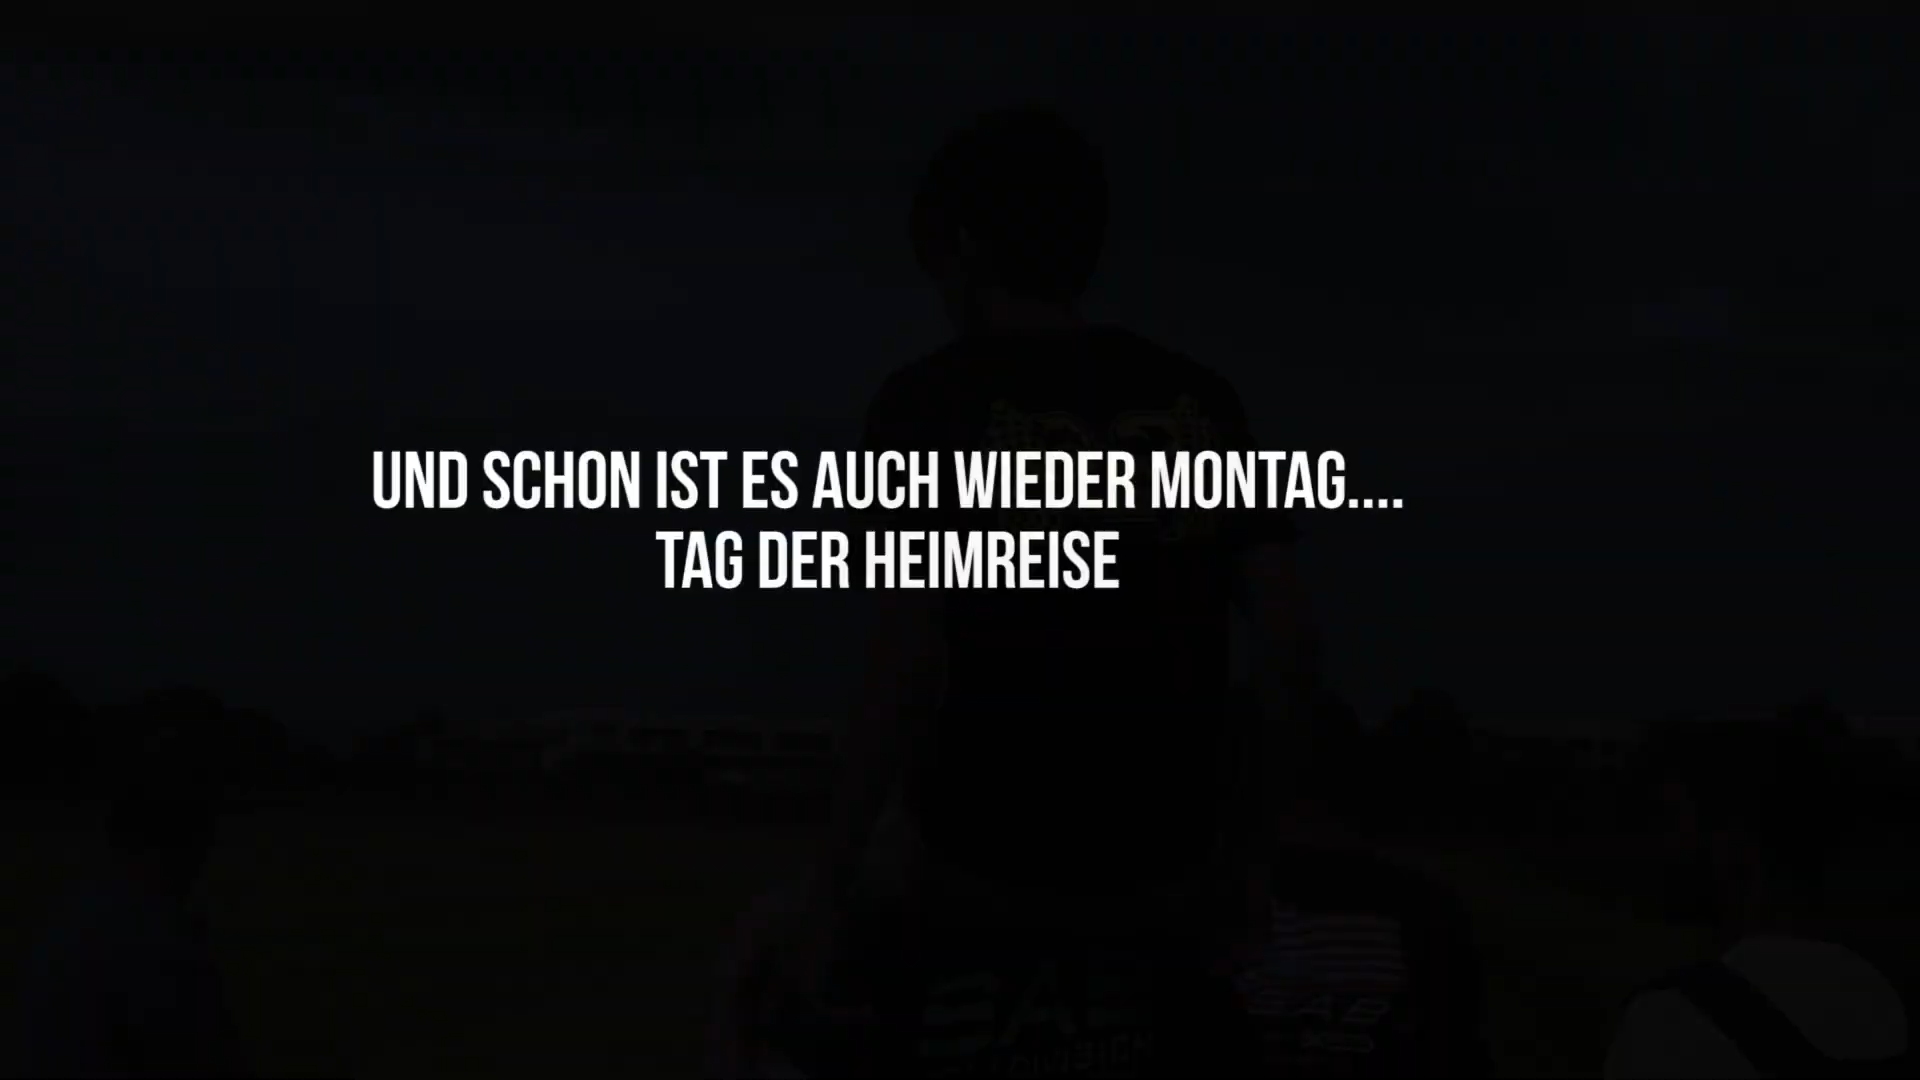 UND SCHON IST ES AUCH WIEDER MONTAG....
TAG DER HEIMREISE